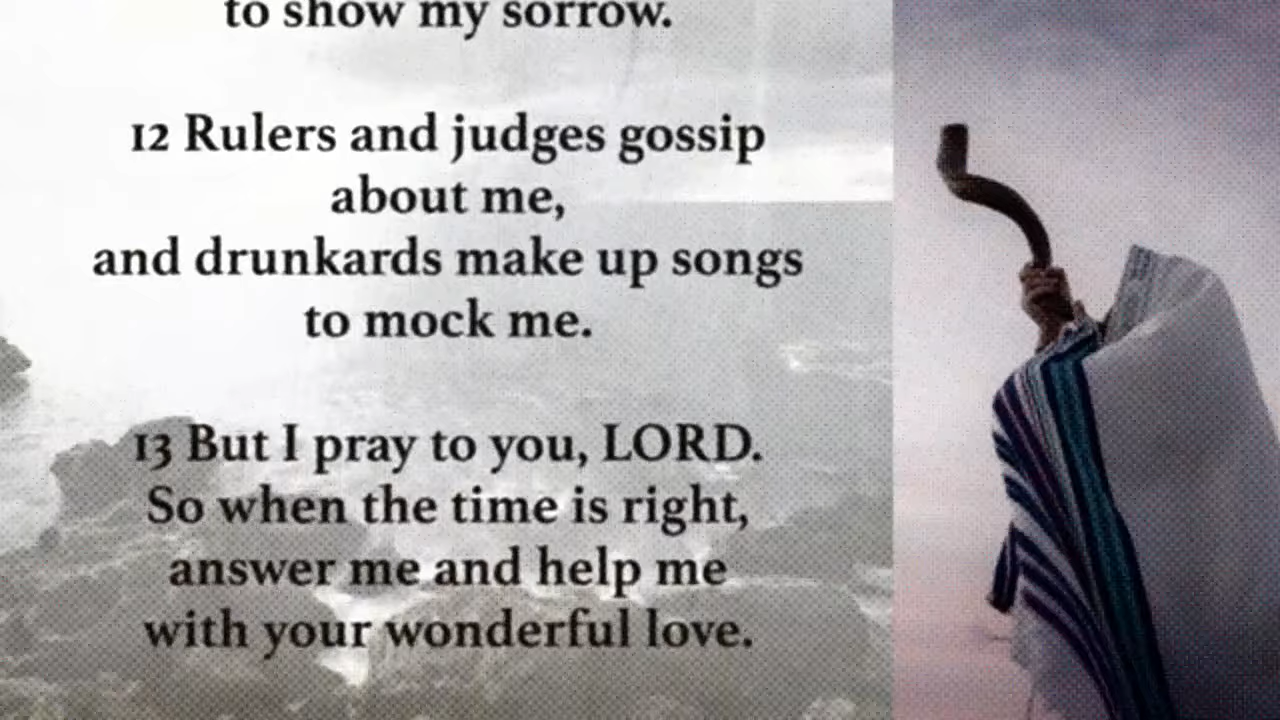 to show my sorrow.
12 Rulers and judges gossip
about me,
and drunkards make up songs
to mock me.
13 But I pray to you, LORD.
So when the time is right,
answer me and help me
with your wonderful love.